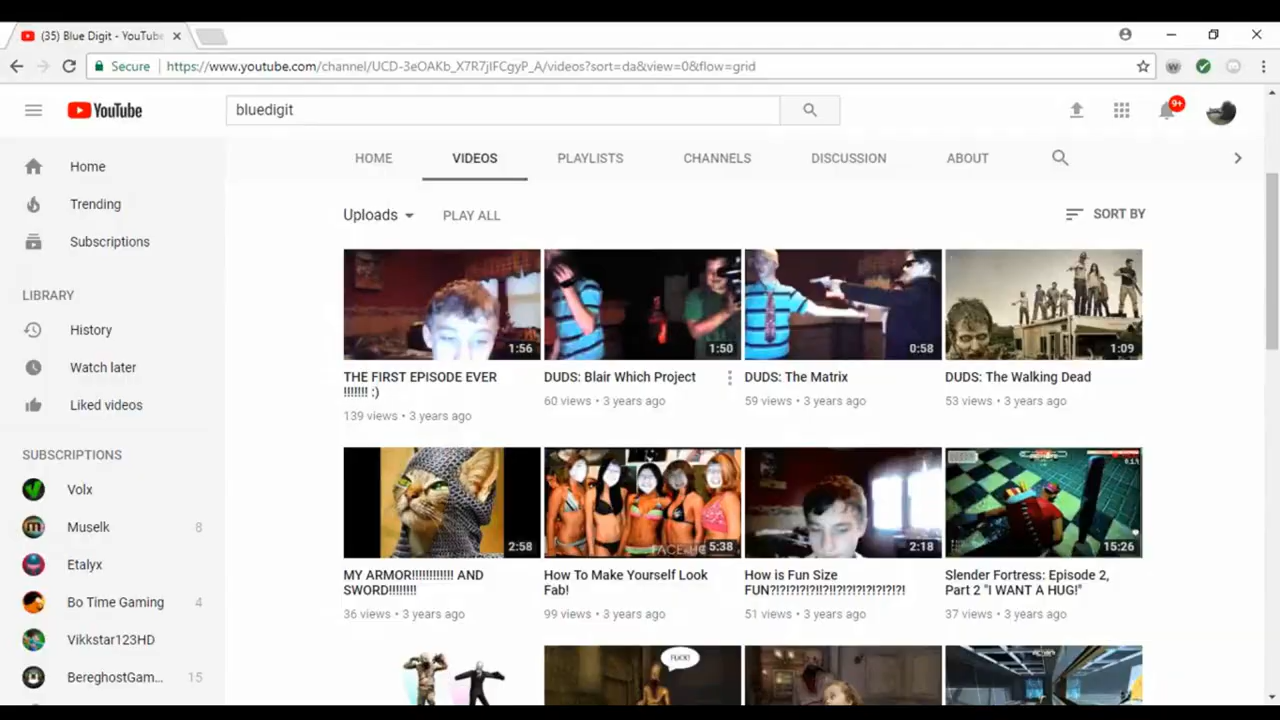 (35) Blue Digit - YouTube
Secure https://www.youtube.com/channel/UCD-3eOAKb_X7R7jIFCgyP_A/videos?sort=da&view=0&flow=grid
YouTube
bluedigit
9+
HOME VIDEOS PLAYLISTS CHANNELS DISCUSSION ABOUT
Home
Trending
Subscriptions
LIBRARY
History
Watch later
Liked videos
SUBSCRIPTIONS
Volx
Muselk 8
Etalyx
Bo Time Gaming 4
Vikkstar123HD
BereghostGam... 15
Uploads PLAY ALL SORT BY
1:56 1:50 0:58 1:09
THE FIRST EPISODE EVER
!!!!!!! :)
139 views • 3 years ago
DUDS: Blair Which Project
60 views • 3 years ago
DUDS: The Matrix
59 views • 3 years ago
DUDS: The Walking Dead
53 views • 3 years ago
2:58 5:38 2:18 15:26
MY ARMOR!!!!!!!!!!!! AND
SWORD!!!!!!!!
36 views • 3 years ago
How To Make Yourself Look
Fab!
99 views • 3 years ago
How is Fun Size
FUN?!?!?!?!!?!!?!?!?!?!?!?!
51 views • 3 years ago
Slender Fortress: Episode 2,
Part 2 "I WANT A HUG!"
37 views • 3 years ago